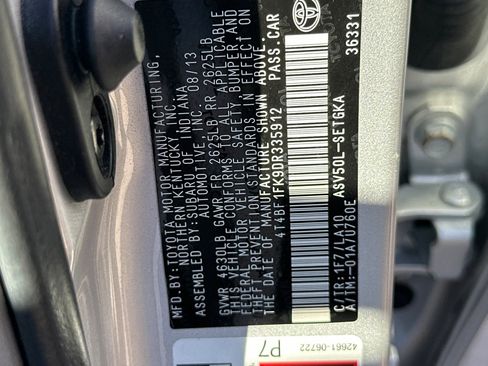 MFD. BY:TOYOTA MOTOR MANUFACTURING,
NORTHERN KENTUCKY, INC.
ASSEMBLED BY: SUBARU OF INDIANA
AUTOMOTIVE, INC. 08/13
GVWR 4630LB GAWR FR 2625LB RR 2625LB
THIS VEHICLE CONFORMS TO ALL APPLICABLE
FEDERAL MOTOR VEHICLE SAFETY, BUMPER, AND
THEFT PREVENTION STANDARDS IN EFFECT ON
THE DATE OF MANUFACTURE SHOWN ABOVE.
4T4BF1FK9DR335912 PASS.CAR
ASV50L-SETGKA 36331
C/TR:1F7/LA10
A/TM:-01A/U760E
42661-06722
P7